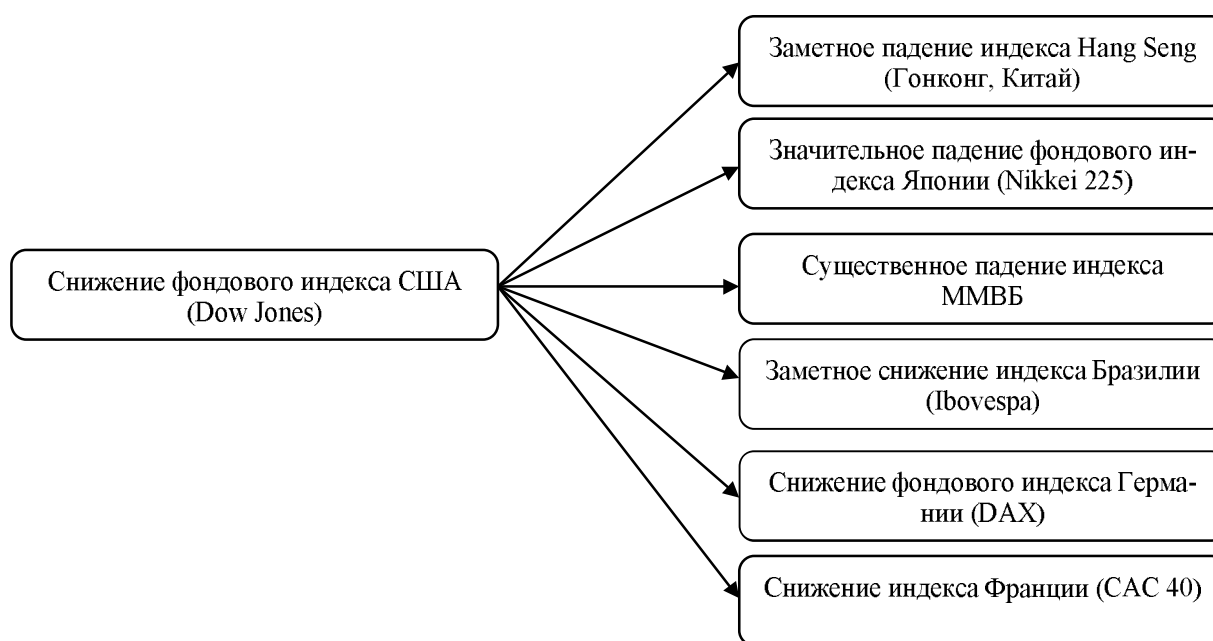 Заметное падение индекса Hang Seng
(Гонконг, Китай)
Значительное падение фондового ин-
декса Японии (Nikkei 225)
Снижение фондового индекса США
(Dow Jones)
Существенное падение индекса
ММВБ
Заметное снижение индекса Бразилии
(Ibovespa)
Снижение фондового индекса Герма-
нии (DAX)
Снижение индекса Франции (CAC 40)